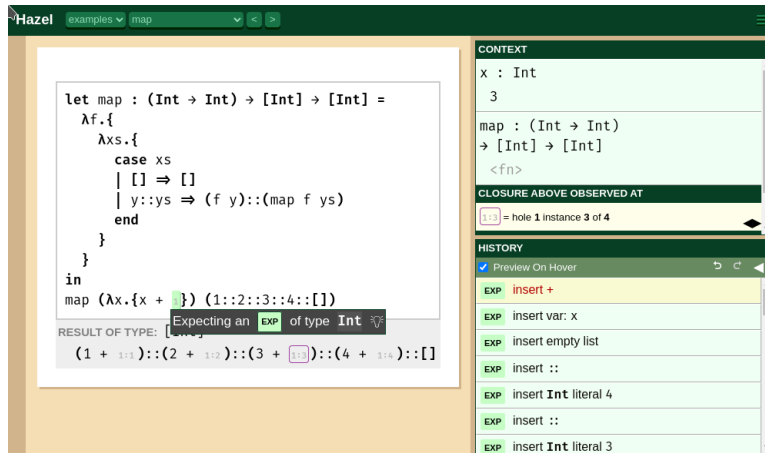 Hazel examples map < >
let map : (Int → Int) → [Int] → [Int] =
λf.{
λxs.{
case xs
| [] ⇒ []
| y::ys ⇒ (f y)::(map f ys)
end
}
}
in
map (λx.{x + 1}) (1::2::3::4::[])
Expecting an EXP of type Int
RESULT OF TYPE: [Int]
(1 + 1:1)::(2 + 1:2)::(3 + 1:3)::(4 + 1:4)::[]
CONTEXT
x : Int
3
map : (Int → Int)
→ [Int] → [Int]
<fn>
CLOSURE ABOVE OBSERVED AT
1:3 = hole 1 instance 3 of 4
HISTORY
Preview On Hover
EXP insert +
EXP insert var: x
EXP insert empty list
EXP insert ::
EXP insert Int literal 4
EXP insert ::
EXP insert Int literal 3